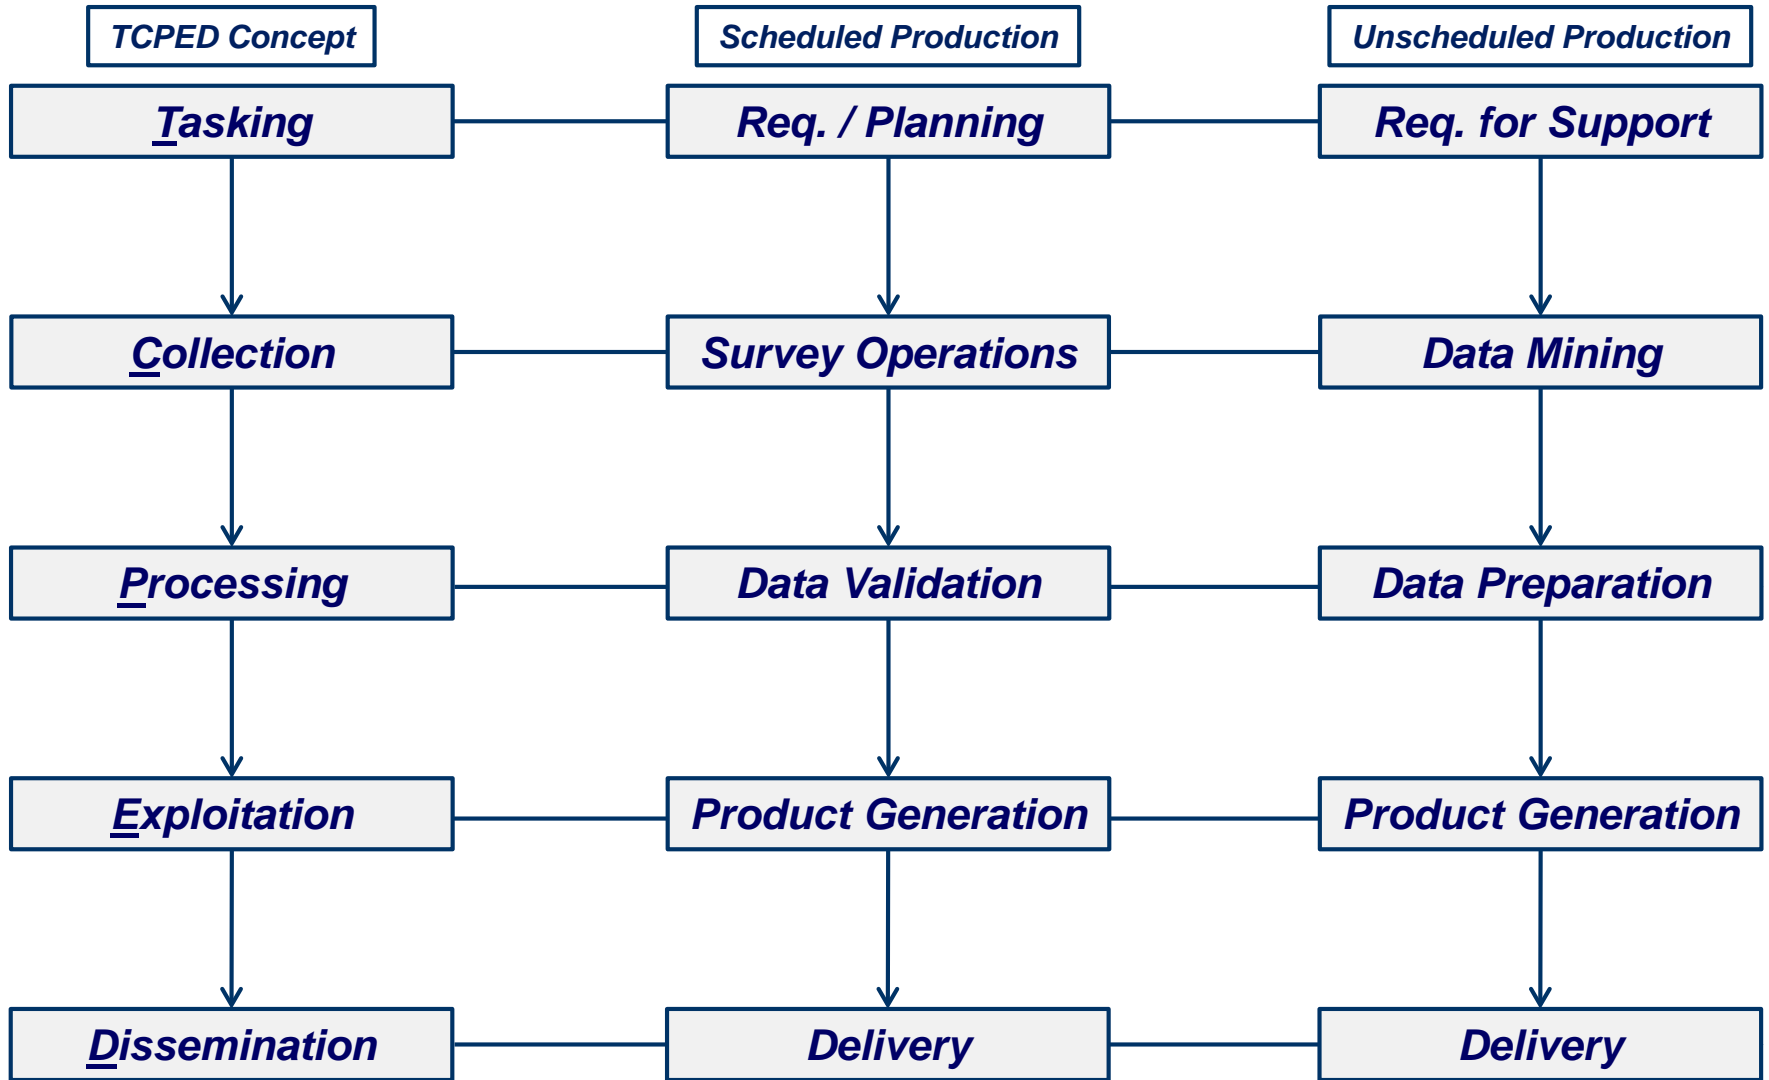 TCPED Concept
Scheduled Production
Unscheduled Production
Tasking
Req. / Planning
Req. for Support
Collection
Survey Operations
Data Mining
Processing
Data Validation
Data Preparation
Exploitation
Product Generation
Product Generation
Dissemination
Delivery
Delivery